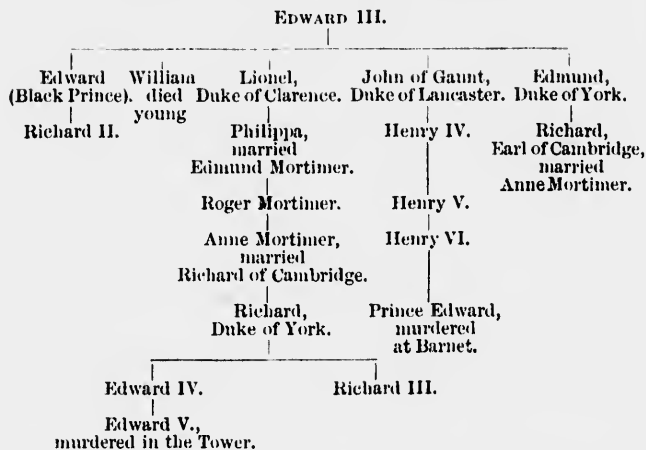 EDWARD III.
Edward William Lionel, John of Gaunt, Edmund,
(Black Prince). died Duke of Clarence. Duke of Lancaster. Duke of York.
young
Richard II. Philippa, Henry IV. Richard,
married Earl of Cambridge,
Edmund Mortimer. married
Anne Mortimer.
Roger Mortimer. Henry V.
Anne Mortimer, Henry VI.
married
Richard of Cambridge.
Richard, Prince Edward,
Duke of York. murdered
at Barnet.
Edward IV. Richard III.
Edward V.,
murdered in the Tower.